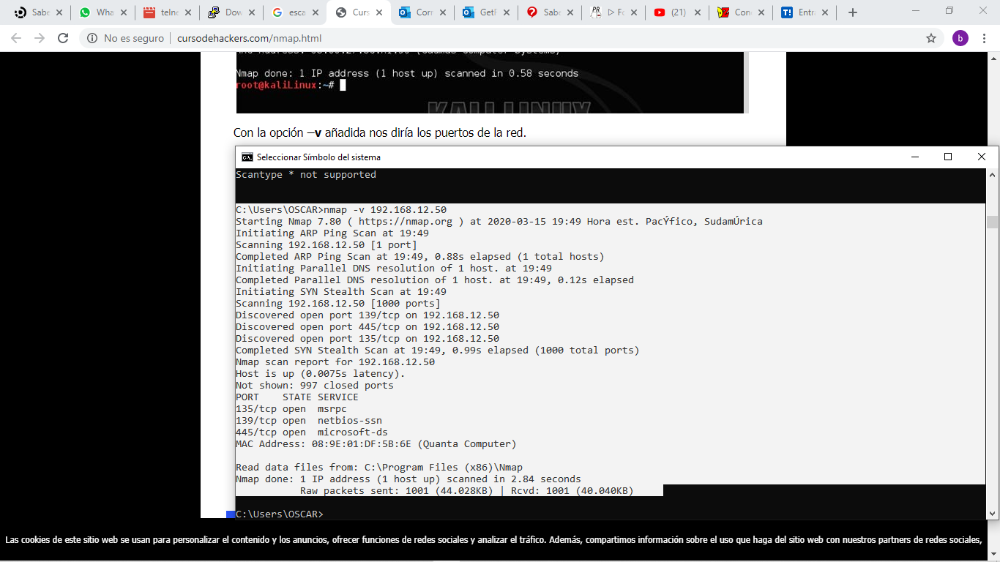 Sabe
Wha
telne
Dow
esca
Curs
Corr
GetF
Sabe
▷ Fo
(21)
Con
Entra
No es seguro
cursodehackers.com/nmap.html
b
Nmap done: 1 IP address (1 host up) scanned in 0.58 seconds
root@kaliLinux:~#
KALI LINUX
Con la opción –v añadida nos diría los puertos de la red.
Seleccionar Símbolo del sistema
Scantype * not supported
C:\Users\OSCAR>nmap -v 192.168.12.50
Starting Nmap 7.80 ( https://nmap.org ) at 2020-03-15 19:49 Hora est. PacÝfico, SudamÚrica
Initiating ARP Ping Scan at 19:49
Scanning 192.168.12.50 [1 port]
Completed ARP Ping Scan at 19:49, 0.88s elapsed (1 total hosts)
Initiating Parallel DNS resolution of 1 host. at 19:49
Completed Parallel DNS resolution of 1 host. at 19:49, 0.12s elapsed
Initiating SYN Stealth Scan at 19:49
Scanning 192.168.12.50 [1000 ports]
Discovered open port 139/tcp on 192.168.12.50
Discovered open port 445/tcp on 192.168.12.50
Discovered open port 135/tcp on 192.168.12.50
Completed SYN Stealth Scan at 19:49, 0.99s elapsed (1000 total ports)
Nmap scan report for 192.168.12.50
Host is up (0.0075s latency).
Not shown: 997 closed ports
PORT    STATE SERVICE
135/tcp open  msrpc
139/tcp open  netbios-ssn
445/tcp open  microsoft-ds
MAC Address: 08:9E:01:DF:5B:6E (Quanta Computer)
Read data files from: C:\Program Files (x86)\Nmap
Nmap done: 1 IP address (1 host up) scanned in 2.84 seconds
Raw packets sent: 1001 (44.028KB) | Rcvd: 1001 (40.040KB)
C:\Users\OSCAR>
Las cookies de este sitio web se usan para personalizar el contenido y los anuncios, ofrecer funciones de redes sociales y analizar el tráfico. Además, compartimos información sobre el uso que haga del sitio web con nuestros partners de redes sociales,